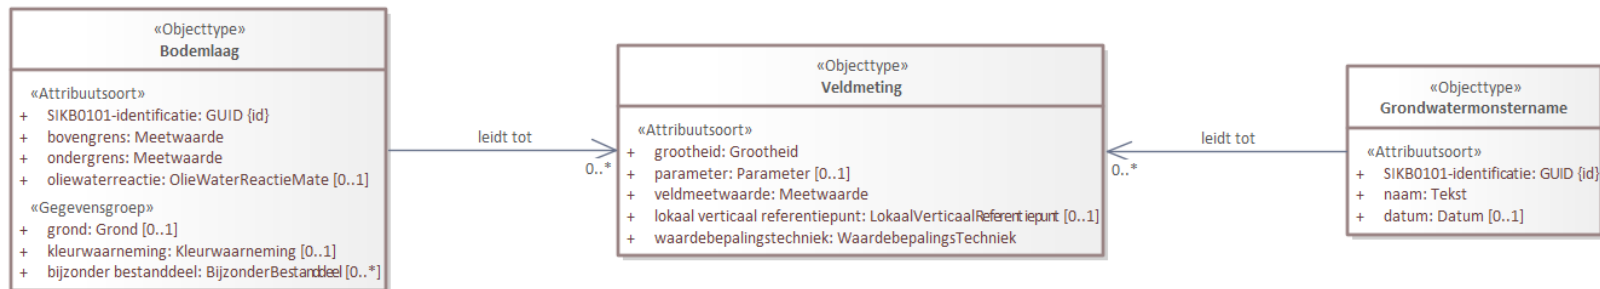 «Objecttype»
Bodemlaag
«Attribuutsoort»
+ SIKB0101-identificatie: GUID {id}
+ bovengrens: Meetwaarde
+ ondergrens: Meetwaarde
+ oliewaterreactie: OlieWaterReactieMate [0..1]
«Gegevensgroep»
+ grond: Grond [0..1]
+ kleurwaarneming: Kleurwaarneming [0..1]
+ bijzonder bestanddeel: BijzonderBestanddeel [0..*]
leidt tot
0..*
«Objecttype»
Veldmeting
«Attribuutsoort»
+ grootheid: Grootheid
+ parameter: Parameter [0..1]
+ veldmeetwaarde: Meetwaarde
+ lokaal verticaal referentiepunt: LokaalVerticaalReferentiepunt [0..1]
+ waardebepalingstechniek: WaardebepalingsTechniek
leidt tot
0..*
«Objecttype»
Grondwatermonstername
«Attribuutsoort»
+ SIKB0101-identificatie: GUID {id}
+ naam: Tekst
+ datum: Datum [0..1]